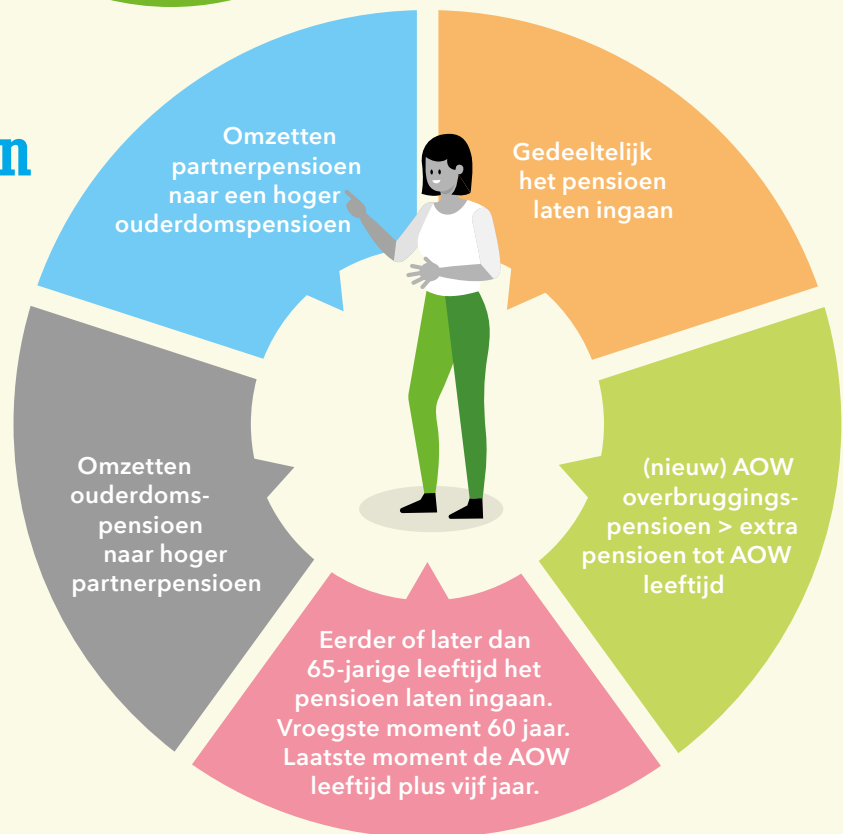 n
Omzetten
partnerpensioen
naar een hoger
ouderdomspensioen
Gedeeltelijk
het pensioen
laten ingaan
(nieuw) AOW
overbruggings-
pensioen > extra
pensioen tot AOW
leeftijd
Eerder of later dan
65-jarige leeftijd het
pensioen laten ingaan.
Vroegste moment 60 jaar.
Laatste moment de AOW
leeftijd plus vijf jaar.
Omzetten
ouderdoms-
pensioen
naar hoger
partnerpensioen